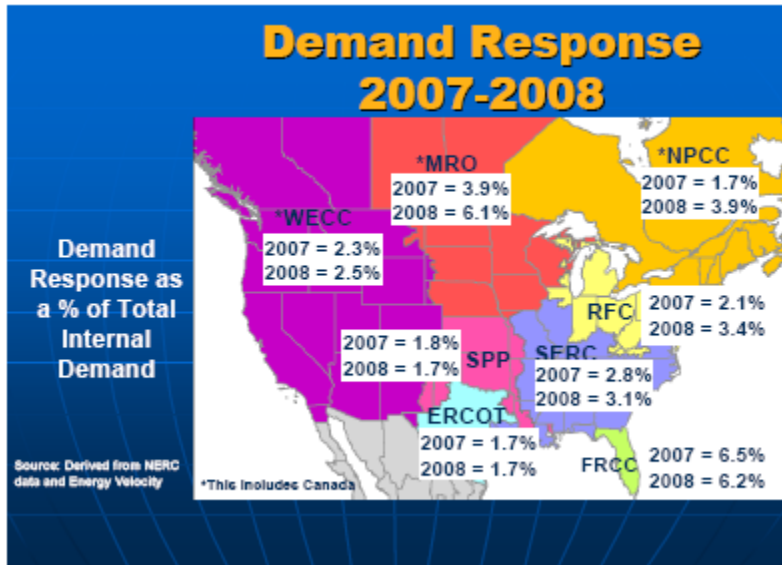 Demand Response
2007-2008
Demand
Response as
a % of Total
Internal
Demand
*WECC
2007 = 2.3%
2008 = 2.5%
*MRO
2007 = 3.9%
2008 = 6.1%
*NPCC
2007 = 1.7%
2008 = 3.9%
RFC
2007 = 2.1%
2008 = 3.4%
SPP
2007 = 1.8%
2008 = 1.7%
SERC
2007 = 2.8%
2008 = 3.1%
ERCOT
2007 = 1.7%
2008 = 1.7%
FRCC
2007 = 6.5%
2008 = 6.2%
Source: Derived from NERC
data and Energy Velocity
*This Includes Canada